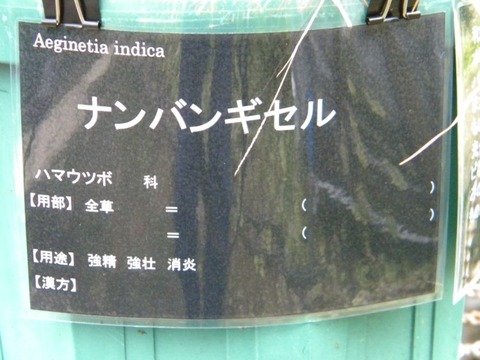 Aeginetia indica
ナンバンギセル
ハマウツボ 科
【用部】 全草 ＝ ( )
＝ ( )
【用途】 強精 強壮 消炎
【漢方】